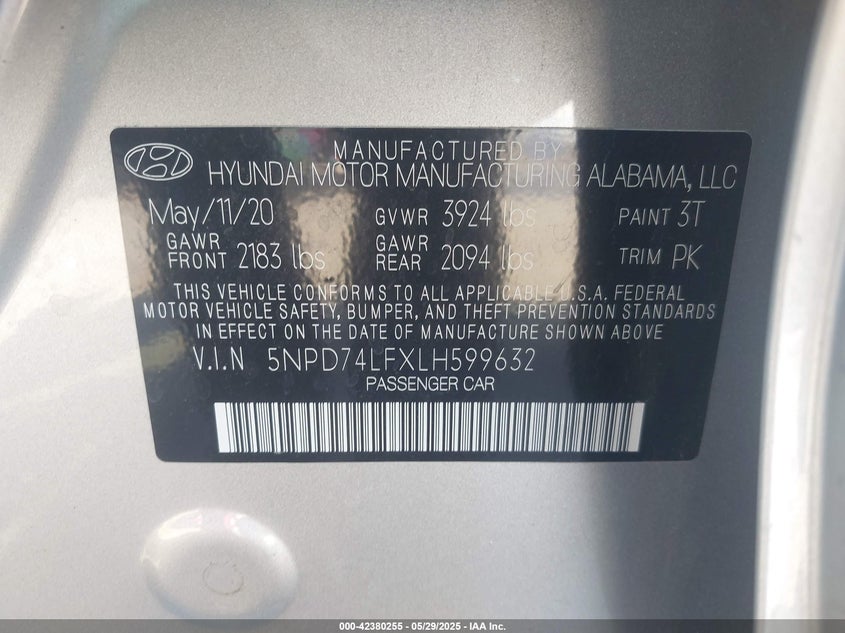 MANUFACTURED BY
HYUNDAI MOTOR MANUFACTURING ALABAMA, LLC
May/11/20 GVWR 3924 lbs PAINT 3T
GAWR FRONT 2183 lbs GAWR REAR 2094 lbs TRIM PK
THIS VEHICLE CONFORMS TO ALL APPLICABLE U.S.A. FEDERAL
MOTOR VEHICLE SAFETY, BUMPER, AND THEFT PREVENTION STANDARDS
IN EFFECT ON THE DATE OF MANUFACTURE SHOWN ABOVE
V.I.N 5NPD74LFXLH599632
PASSENGER CAR
000-42380255 - 05/29/2025 - IAA Inc.